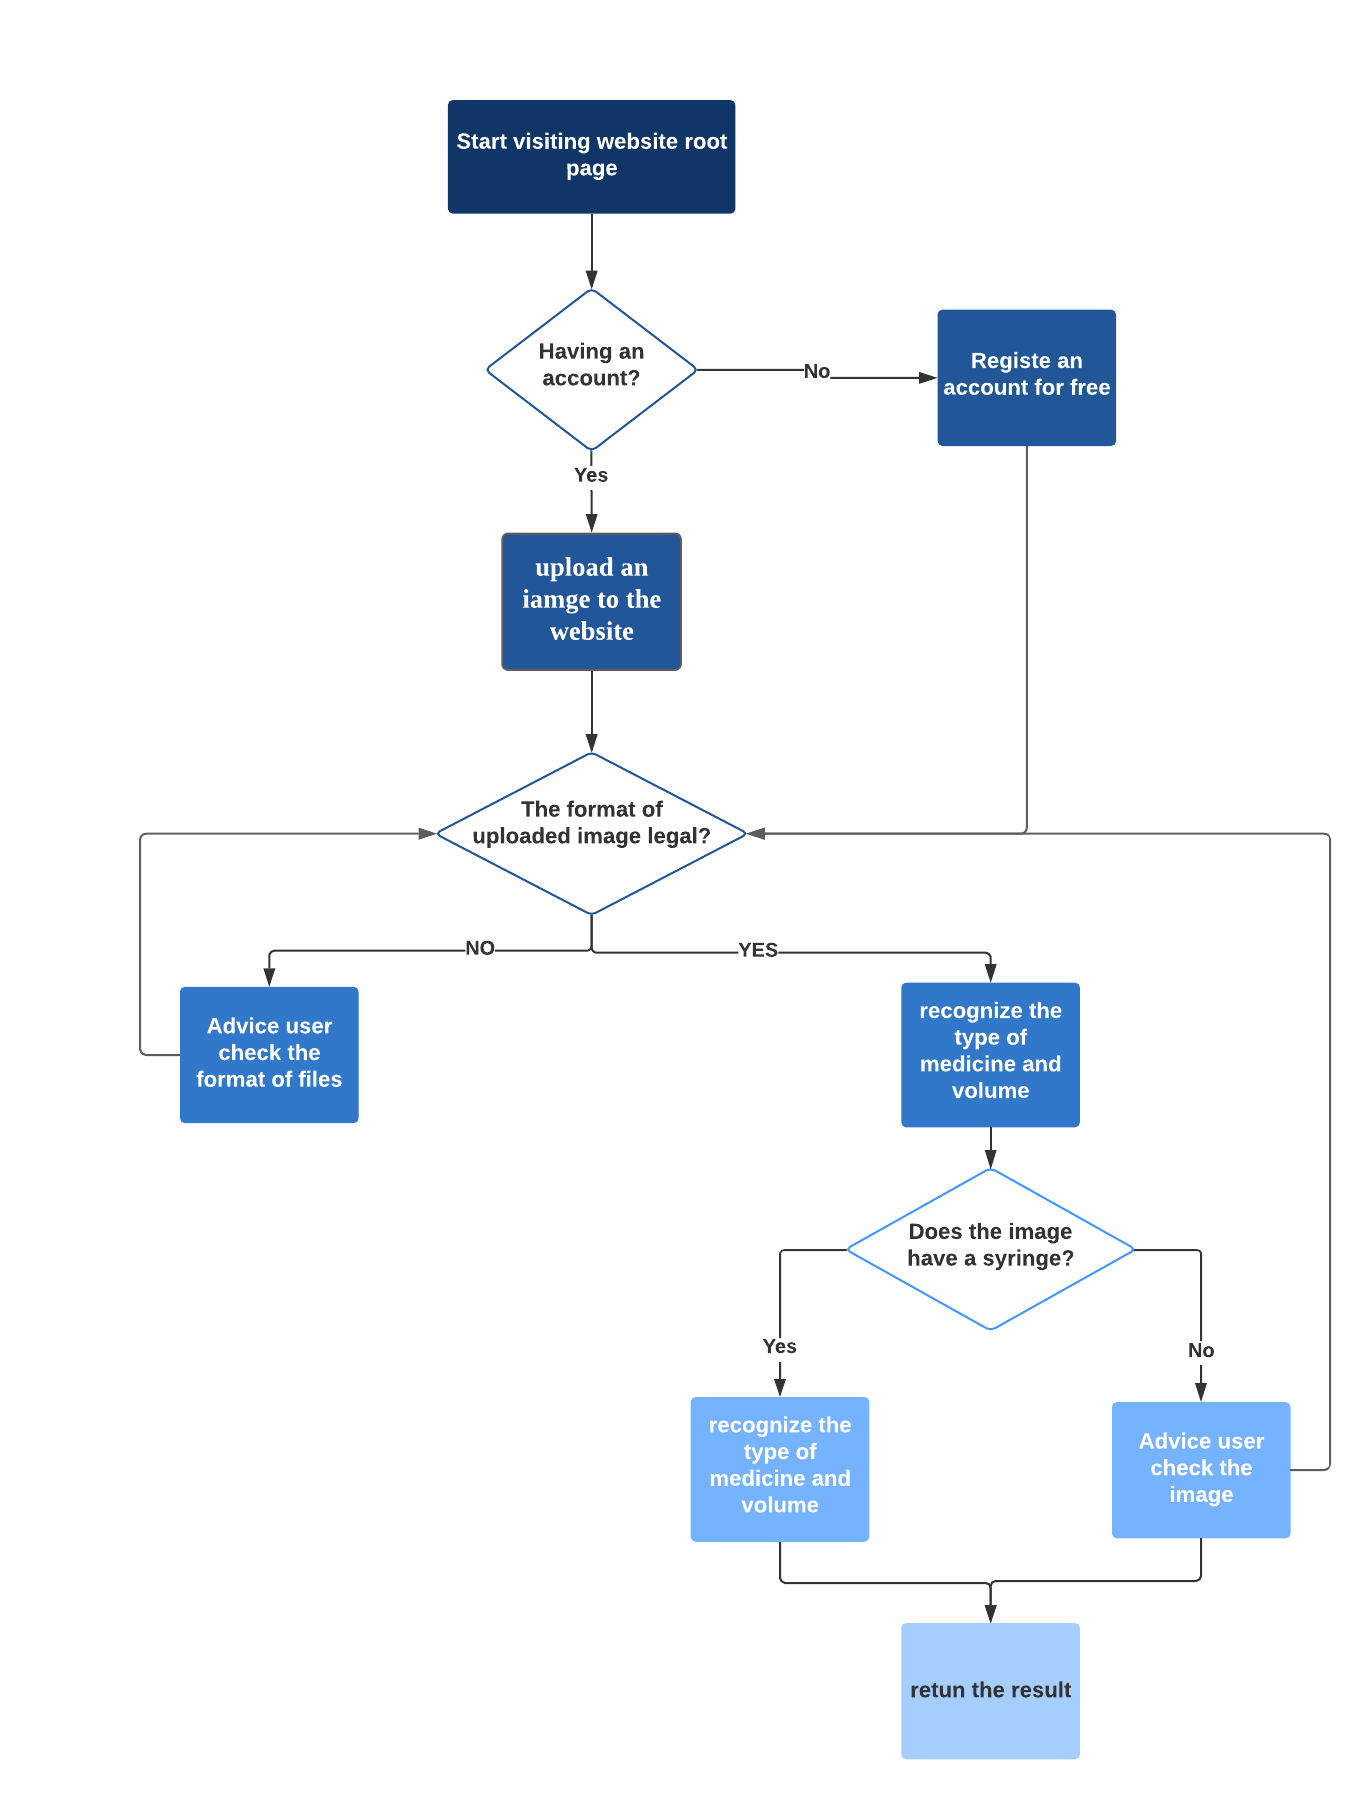 Start visiting website root
page
Having an
account?
No
Registe an
account for free
Yes
upload an
iamge to the
website
The format of
uploaded image legal?
NO
YES
Advice user
check the
format of files
recognize the
type of
medicine and
volume
Does the image
have a syringe?
Yes
No
recognize the
type of
medicine and
volume
Advice user
check the
image
retun the result